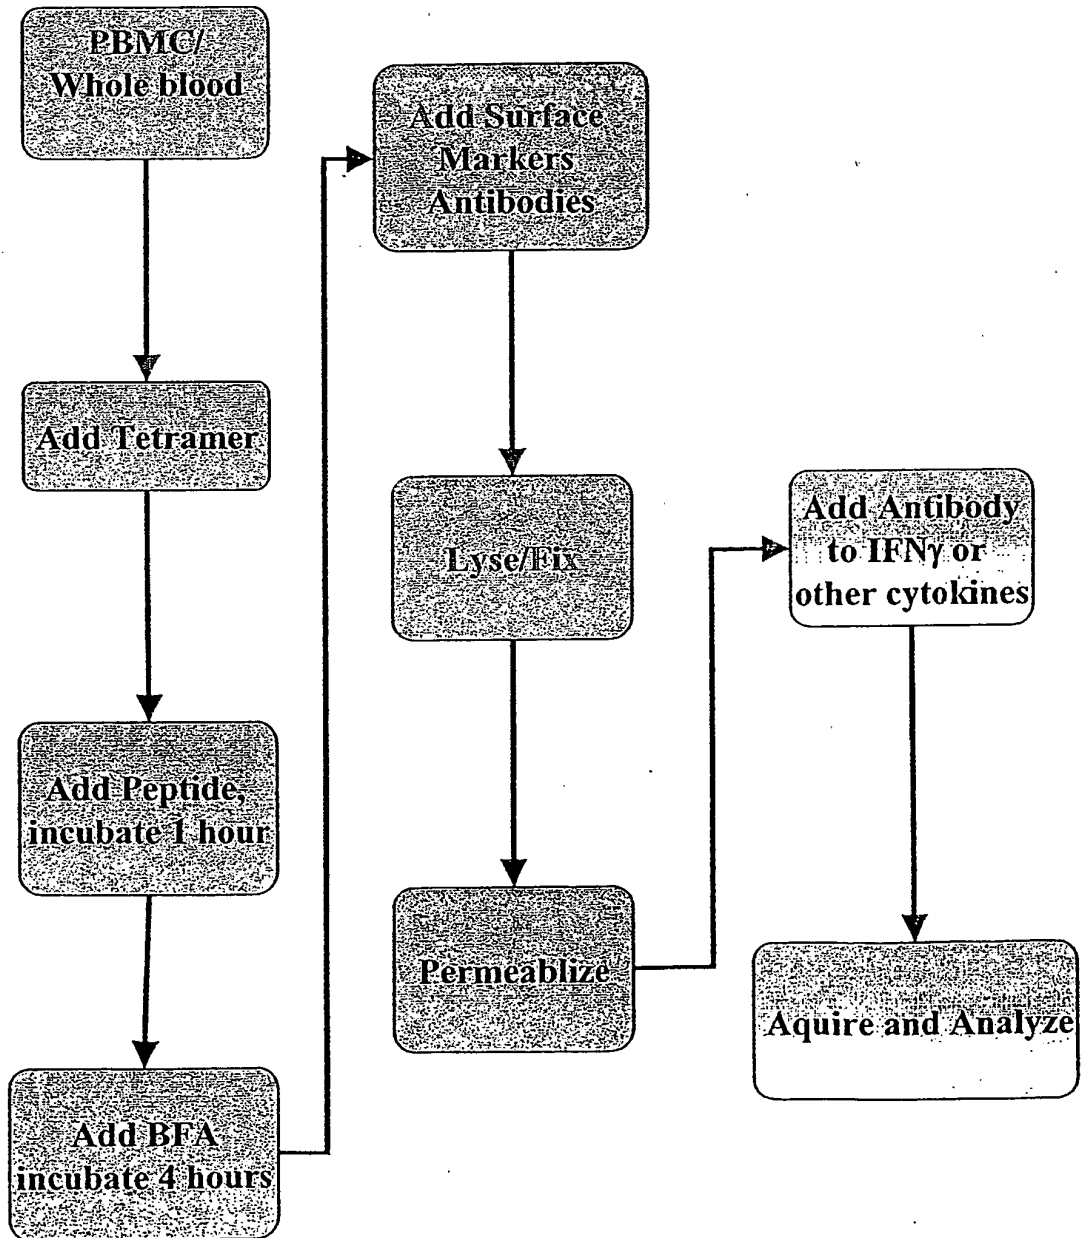 PBMC/
Whole blood
Add Tetramer
Add Peptide,
incubate 1 hour
Add BFA
incubate 4 hours
Add Surface
Markers
Antibodies
Lyse/Fix
Permeablize
Add Antibody
to IFNγ or
other cytokines
Aquire and Analyze